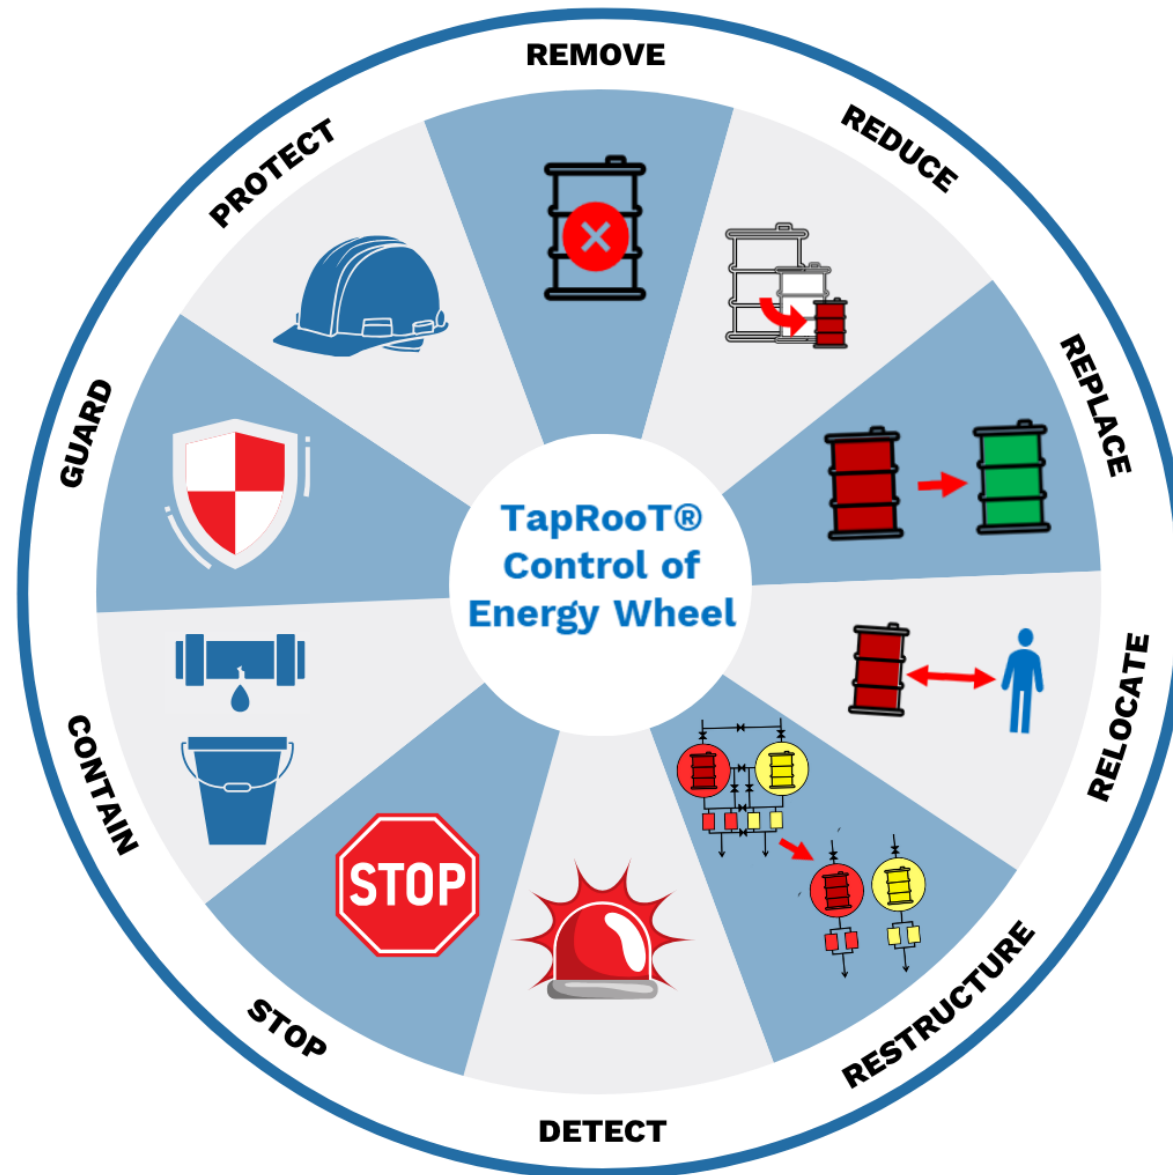 REMOVE
REDUCE
REPLACE
RELOCATE
RESTRUCTURE
DETECT
STOP
CONTAIN
GUARD
PROTECT
TapRooT®
Control of
Energy Wheel
STOP